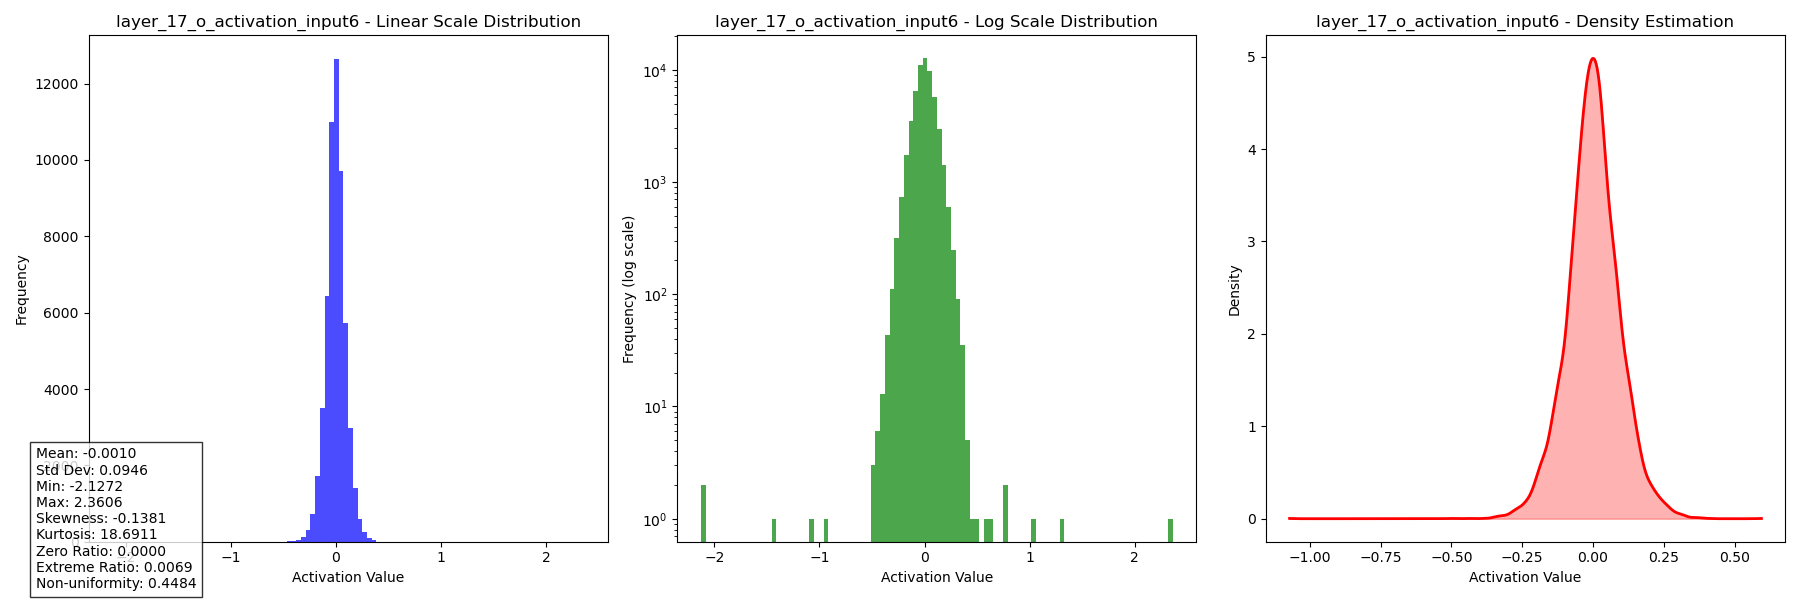 layer_17_o_activation_input6 - Linear Scale Distribution
12000
10000
8000
6000
4000
Frequency
−1
0
1
2
Activation Value
Mean: -0.0010
Std Dev: 0.0946
Min: -2.1272
Max: 2.3606
Skewness: -0.1381
Kurtosis: 18.6911
Zero Ratio: 0.0000
Extreme Ratio: 0.0069
Non-uniformity: 0.4484
layer_17_o_activation_input6 - Log Scale Distribution
10^4
10^3
10^2
10^1
10^0
Frequency (log scale)
−2
−1
0
1
2
Activation Value
layer_17_o_activation_input6 - Density Estimation
5
4
3
2
1
0
Density
−1.00
−0.75
−0.50
−0.25
0.00
0.25
0.50
Activation Value